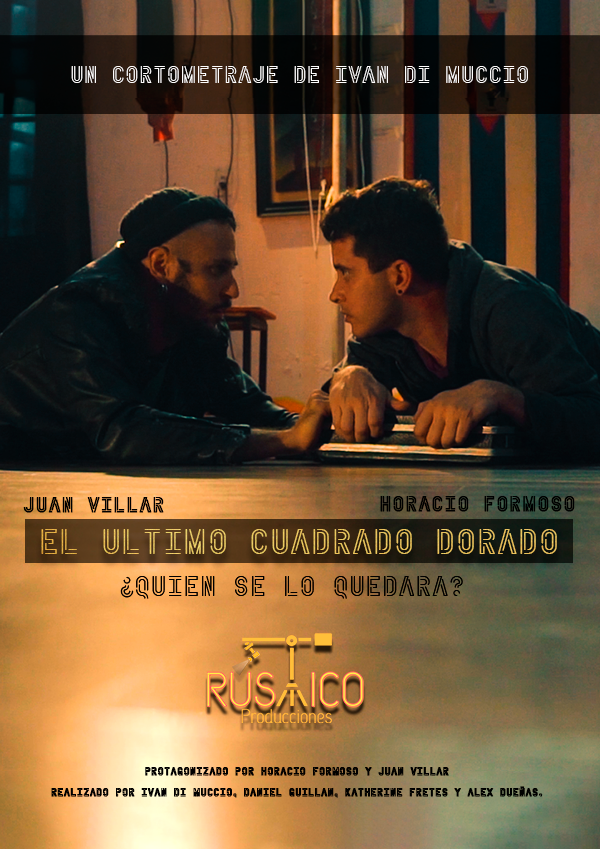 UN CORTOMETRAJE DE IVAN DI MUCCIO
JUAN VILLAR HORACIO FORMOSO
EL ULTIMO CUADRADO DORADO
¿QUIEN SE LO QUEDARA?
RUSTICO
Producciones
PROTAGONIZADO POR HORACIO FORMOSO Y JUAN VILLAR
REALIZADO POR IVAN DI MUCCIO, DANIEL GUILLAN, KATHERINE FRETES Y ALEX DUEÑAS.